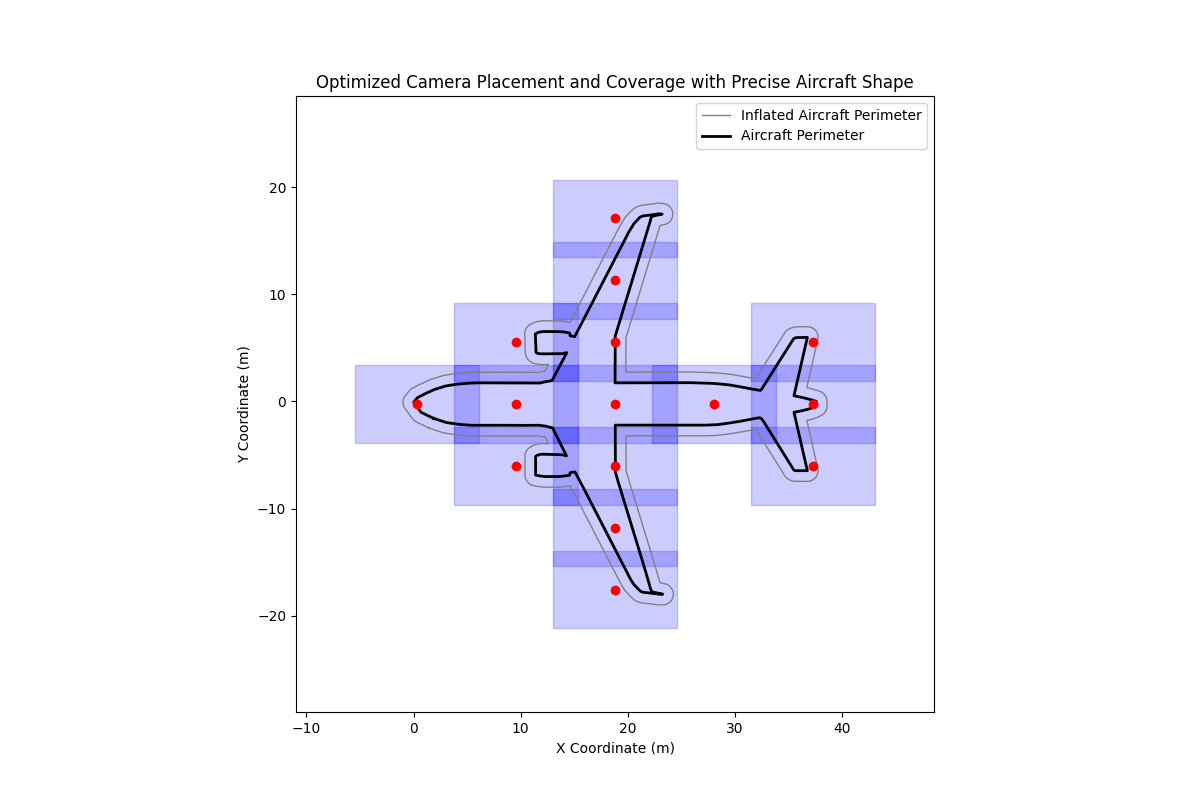 Optimized Camera Placement and Coverage with Precise Aircraft Shape
Inflated Aircraft Perimeter
Aircraft Perimeter
20
10
0
−10
−20
Y Coordinate (m)
−10 0 10 20 30 40
X Coordinate (m)